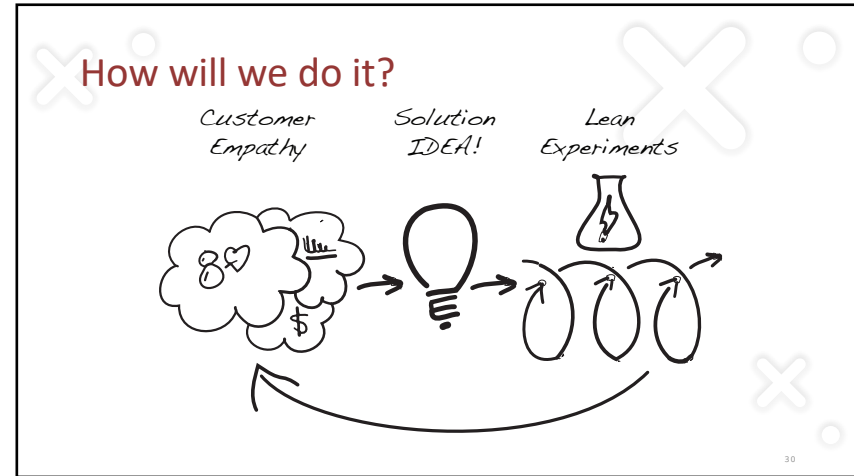 How will we do it?
Customer
Empathy
Solution
IDEA!
Lean
Experiments
$
30